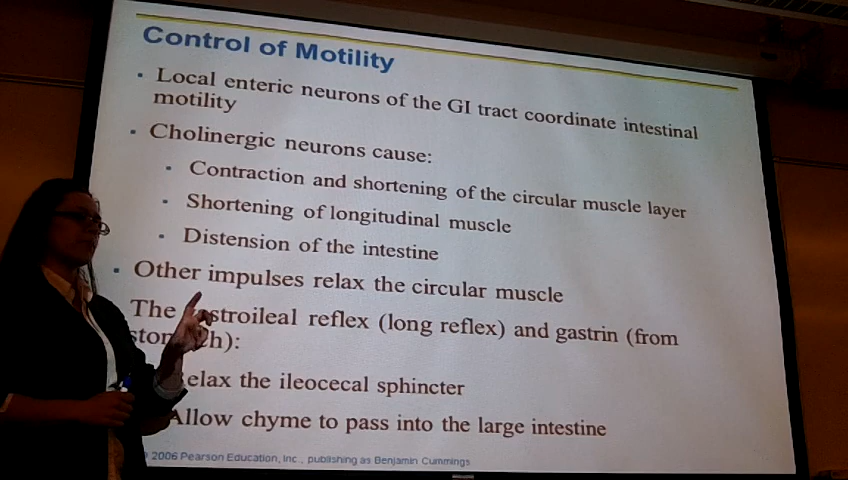 Control of Motility
• Local enteric neurons of the GI tract coordinate intestinal
motility
• Cholinergic neurons cause:
• Contraction and shortening of the circular muscle layer
• Shortening of longitudinal muscle
• Distension of the intestine
• Other impulses relax the circular muscle
The reflex (long reflex) and gastrin (from
elax the ileocecal sphincter
Allow chyme to pass into the large intestine
2006 Pearson Education, Inc., publishing as Benjamin Cummings